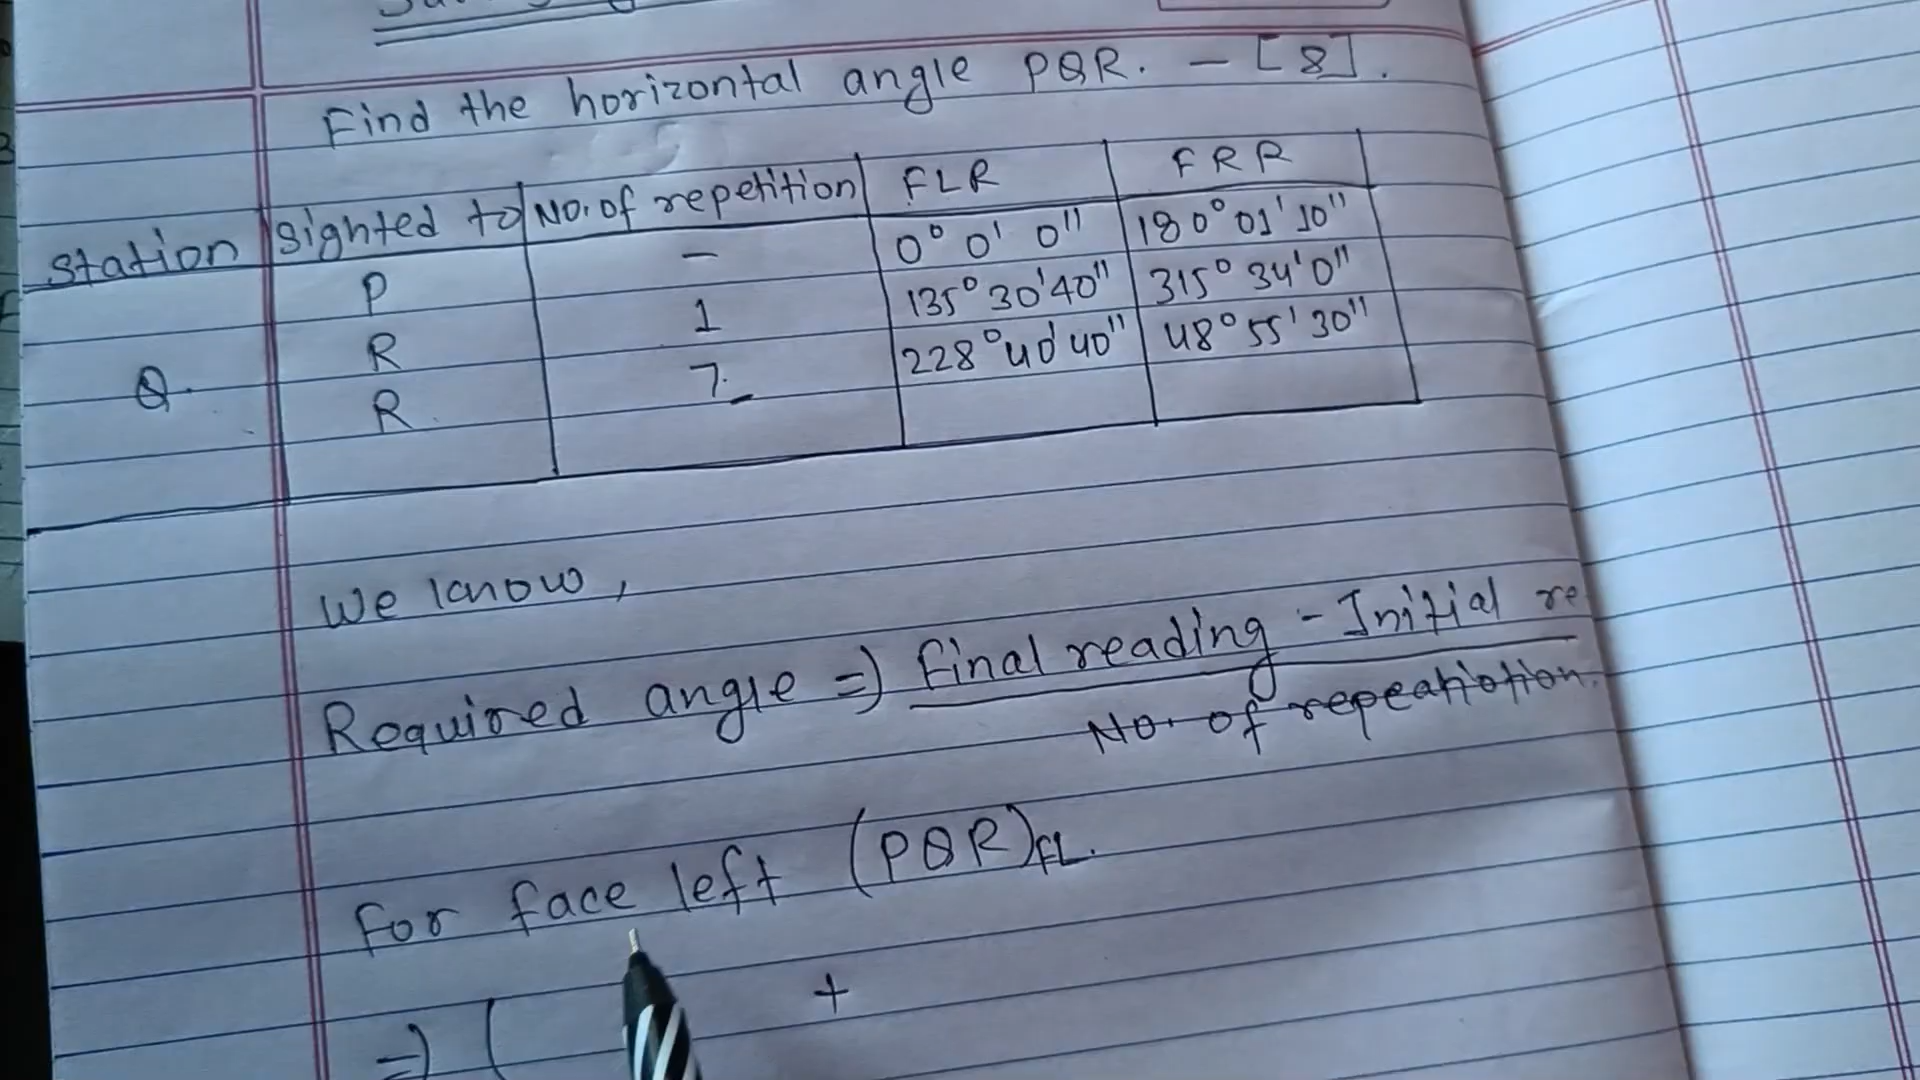 Find the horizontal angle PQR. - [8].
Station Sighted to No. of repetition FLR FRR
P - 0° 0' 0" 180° 01' 10"
Q. R 1 135° 30' 40" 315° 34' 0"
R 7 228° 40' 40" 48° 55' 30"
We know,
Required angle => Final reading - Initial re
No. of repeatiotion.
For face left (PQR)FL.
=> ( +